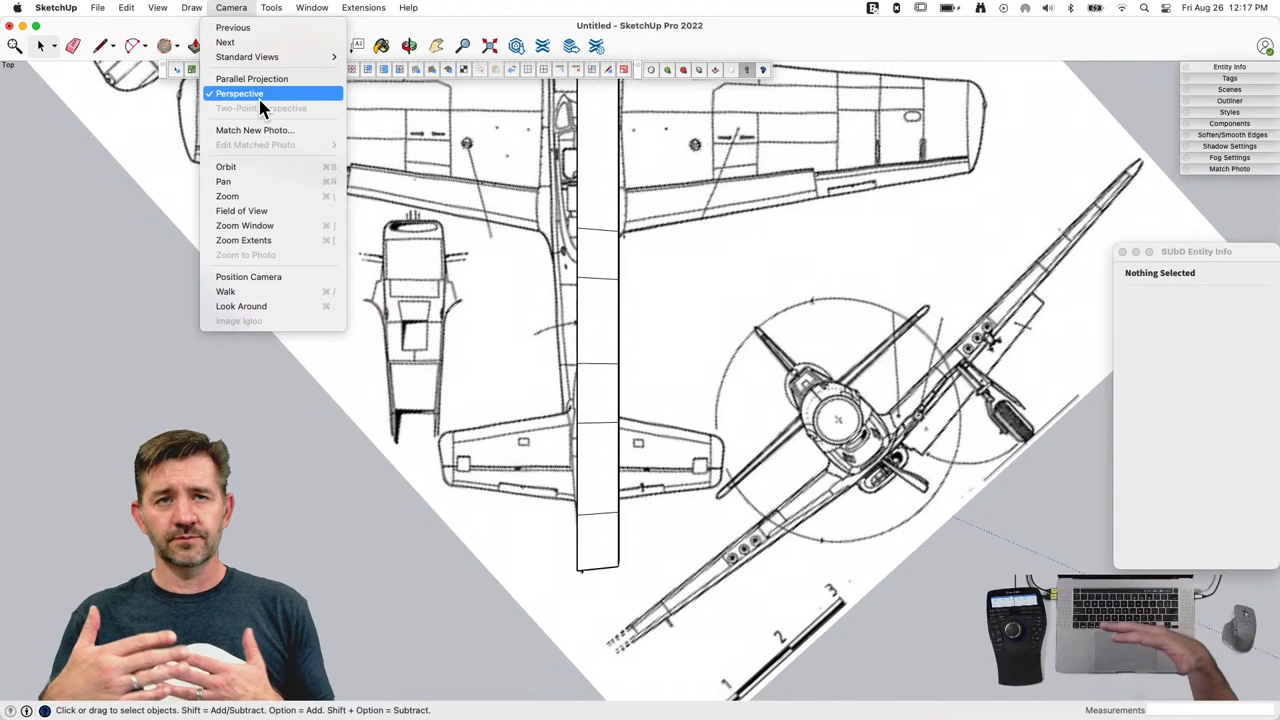 SketchUp File Edit View Draw Camera Tools Window Extensions Help Fri Aug 26 12:17 PM
Untitled - SketchUp Pro 2022
Top
Previous
Next
Standard Views
Parallel Projection
Perspective
Two-Point Perspective
Match New Photo...
Edit Matched Photo
Orbit ⌘B
Pan ⌘R
Zoom ⌘\
Field of View
Zoom Window ⌘]
Zoom Extents ⌘[
Zoom to Photo
Position Camera
Walk ⌘/
Look Around ⌘.
Image Igloo
Entity Info
Tags
Scenes
Outliner
Styles
Components
Soften/Smooth Edges
Shadow Settings
Fog Settings
Match Photo
SUbD Entity Info
Nothing Selected
1
1
2
3
Click or drag to select objects. Shift = Add/Subtract. Option = Add. Shift + Option = Subtract.
Measurements